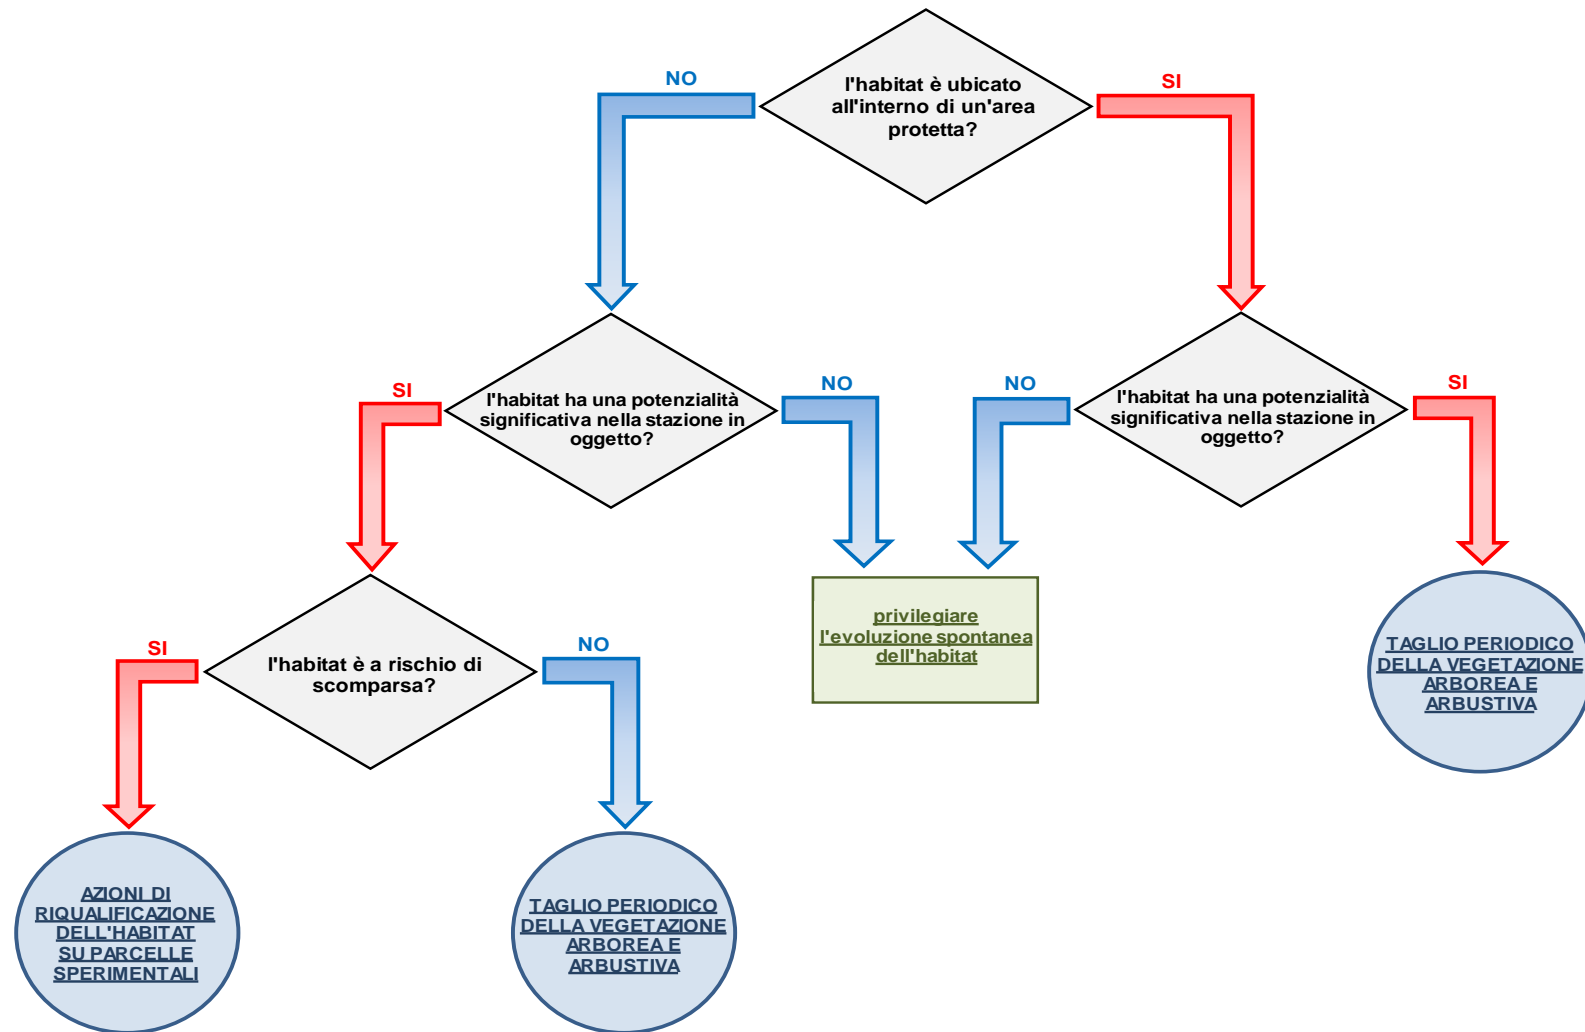 NO
SI
l'habitat è ubicato
all'interno di un'area
protetta?
SI
NO
NO
SI
l'habitat ha una potenzialità
significativa nella stazione in
oggetto?
l'habitat ha una potenzialità
significativa nella stazione in
oggetto?
SI
NO
l'habitat è a rischio di
scomparsa?
privilegiare
l'evoluzione spontanea
dell'habitat
TAGLIO PERIODICO
DELLA VEGETAZIONE
ARBOREA E
ARBUSTIVA
AZIONI DI
RIQUALIFICAZIONE
DELL'HABITAT
SU PARCELLE
SPERIMENTALI
TAGLIO PERIODICO
DELLA VEGETAZIONE
ARBOREA E
ARBUSTIVA